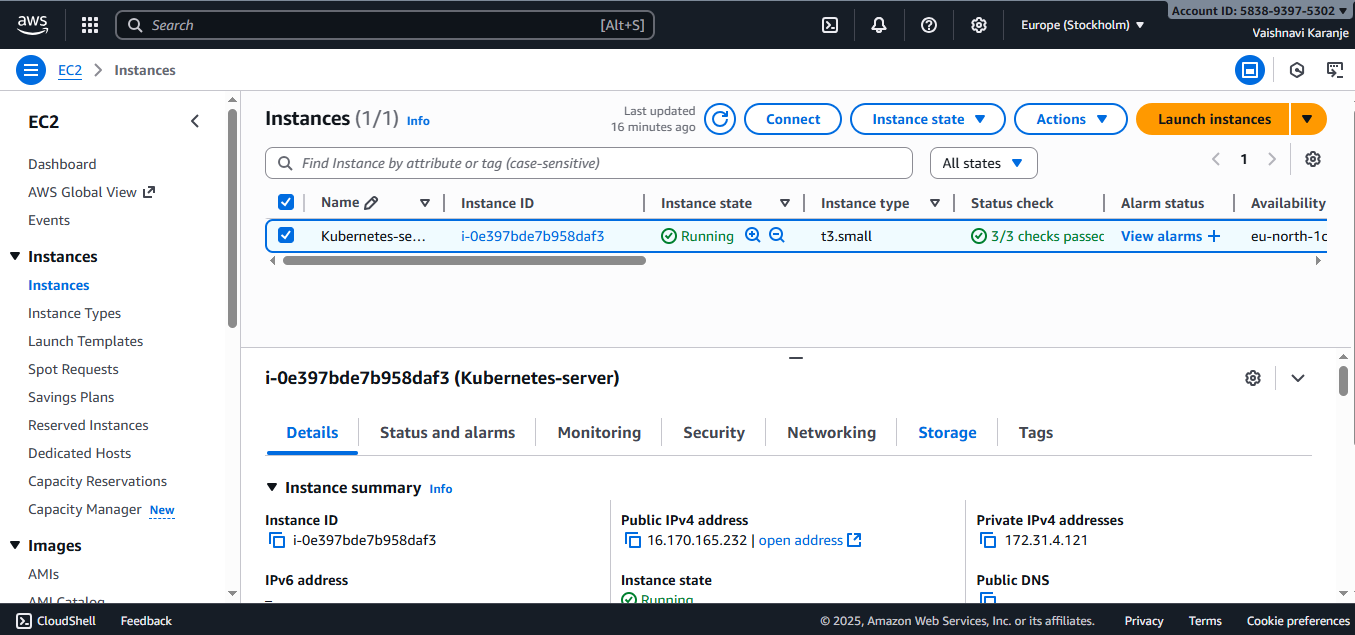 aws
Search [Alt+S]
Europe (Stockholm)
Account ID: 5838-9397-5302
Vaishnavi Karanje
EC2 Instances
EC2
Dashboard
AWS Global View
Events
Instances
Instances
Instance Types
Launch Templates
Spot Requests
Savings Plans
Reserved Instances
Dedicated Hosts
Capacity Reservations
Capacity Manager New
Images
AMIs
AMI Catalog
Instances (1/1) Info
Last updated
16 minutes ago
Connect
Instance state
Actions
Launch instances
Find Instance by attribute or tag (case-sensitive)
All states
1
Name Instance ID Instance state Instance type Status check Alarm status Availability
Kubernetes-se... i-0e397bde7b958daf3 Running t3.small 3/3 checks passec View alarms + eu-north-1c
i-0e397bde7b958daf3 (Kubernetes-server)
Details Status and alarms Monitoring Security Networking Storage Tags
Instance summary Info
Instance ID
i-0e397bde7b958daf3
Public IPv4 address
16.170.165.232 | open address
Private IPv4 addresses
172.31.4.121
IPv6 address
–
Instance state
Running
Public DNS
CloudShell Feedback © 2025, Amazon Web Services, Inc. or its affiliates. Privacy Terms Cookie preferences